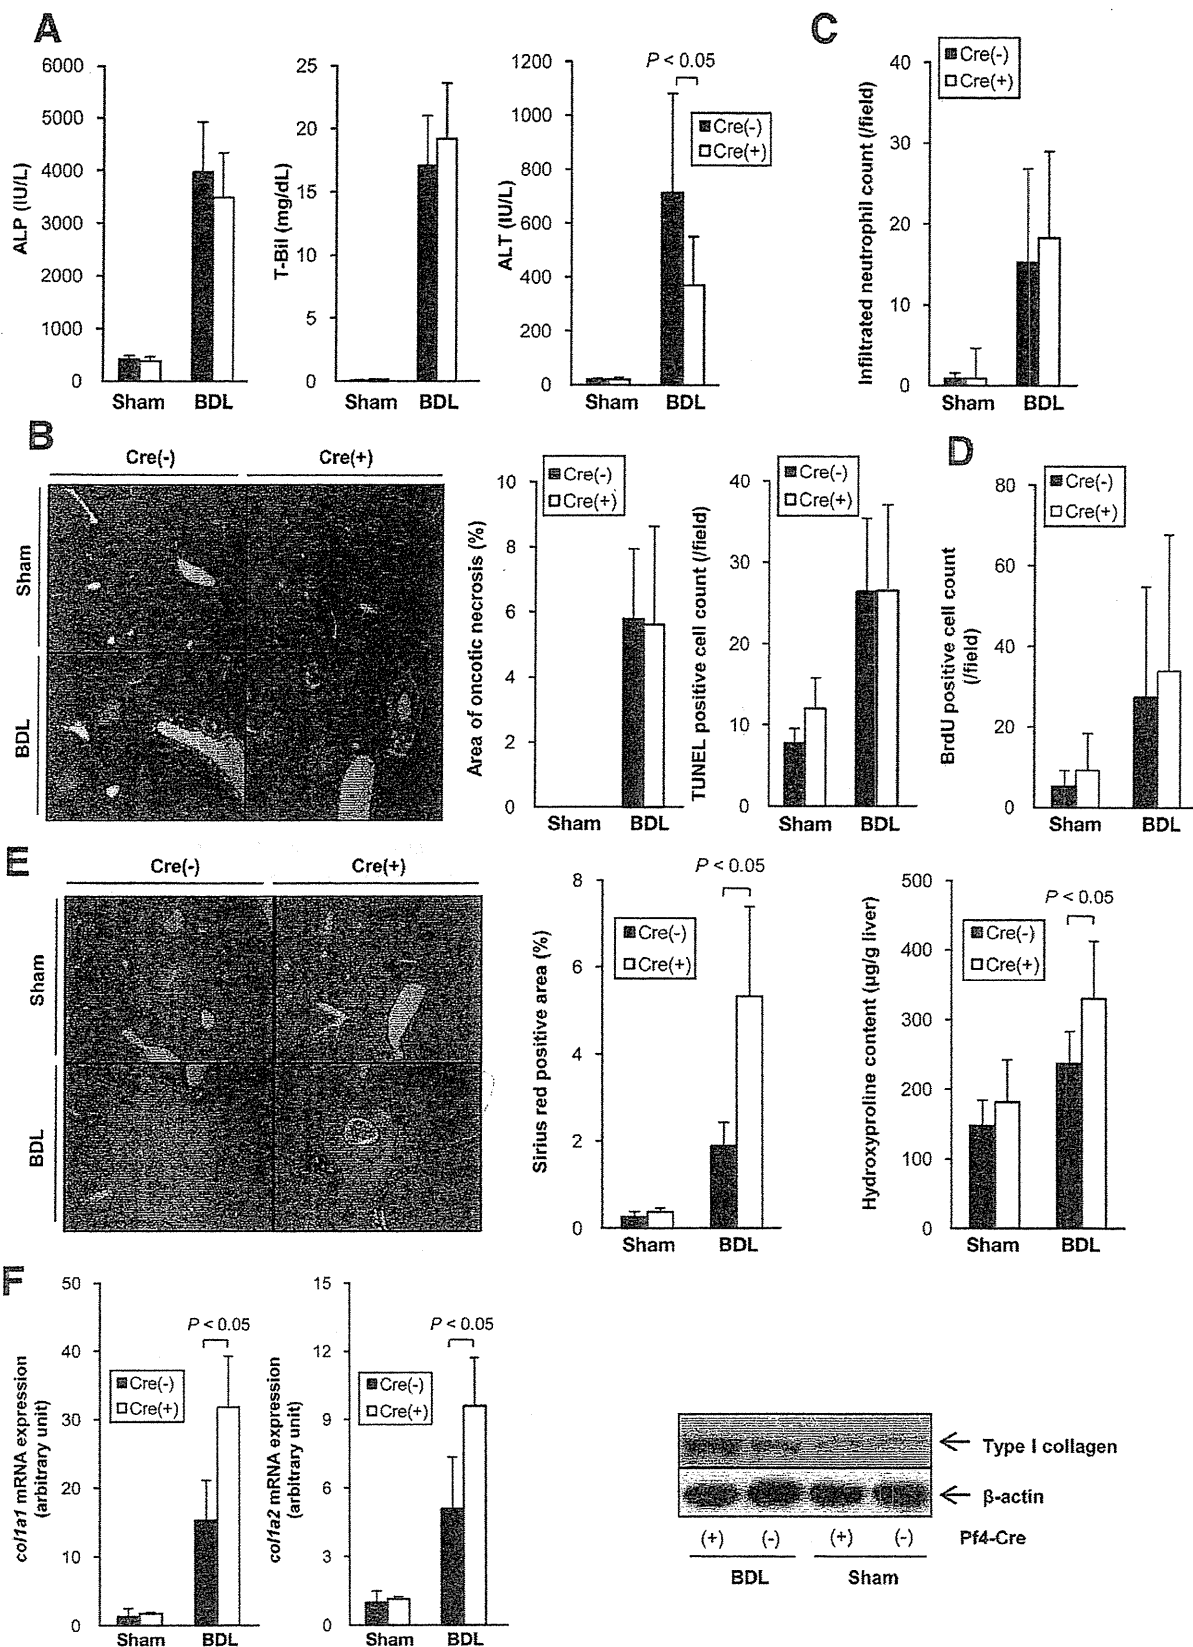 A
ALP (IU/L)
6000
5000
4000
3000
2000
1000
0
Sham
BDL
T-Bil (mg/dL)
25
20
15
10
5
0
Sham
BDL
ALT (IU/L)
1200
1000
800
600
400
200
0
P < 0.05
Cre(-)
Cre(+)
Sham
BDL
C
Infiltrated neutrophil count (/field)
40
30
20
10
0
Cre(-)
Cre(+)
Sham
BDL
B
Cre(-)
Cre(+)
Sham
BDL
Area of oncotic necrosis (%)
10
8
6
4
2
0
Cre(-)
Cre(+)
Sham
BDL
TUNEL positive cell count (/field)
40
30
20
10
0
Cre(-)
Cre(+)
Sham
BDL
D
BrdU positive cell count
(/field)
80
60
40
20
0
Cre(-)
Cre(+)
Sham
BDL
E
Cre(-)
Cre(+)
Sham
BDL
Sirius red positive area (%)
8
6
4
2
0
P < 0.05
Cre(-)
Cre(+)
Sham
BDL
Hydroxyproline content (µg/g liver)
500
400
300
200
100
0
P < 0.05
Cre(-)
Cre(+)
Sham
BDL
F
col1a1 mRNA expression
(arbitrary unit)
50
40
30
20
10
0
P < 0.05
Cre(-)
Cre(+)
Sham
BDL
col1a2 mRNA expression
(arbitrary unit)
15
12
9
6
3
0
P < 0.05
Cre(-)
Cre(+)
Sham
BDL
Type I collagen
β-actin
(+) (-) (+) (-) Pf4-Cre
BDL Sham